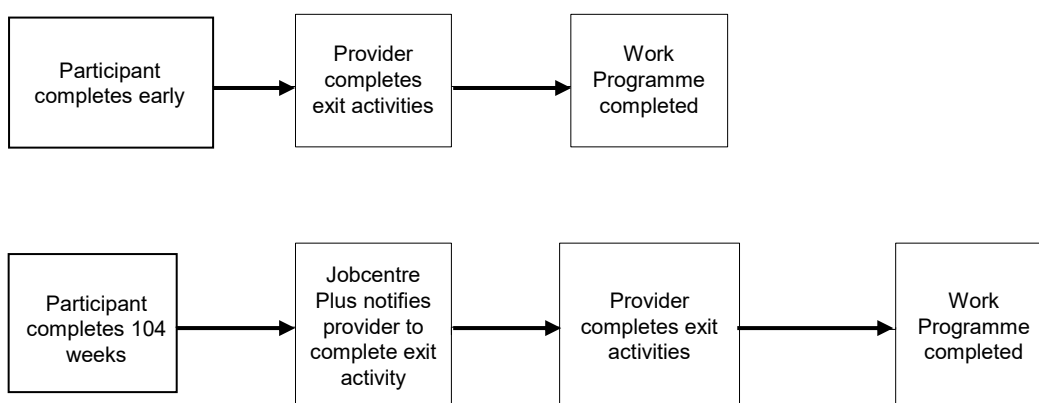 Participant
completes early
Provider
completes
exit activities
Work
Programme
completed
Participant
completes 104
weeks
Jobcentre
Plus notifies
provider to
complete exit
activity
Provider
completes exit
activities
Work
Programme
completed